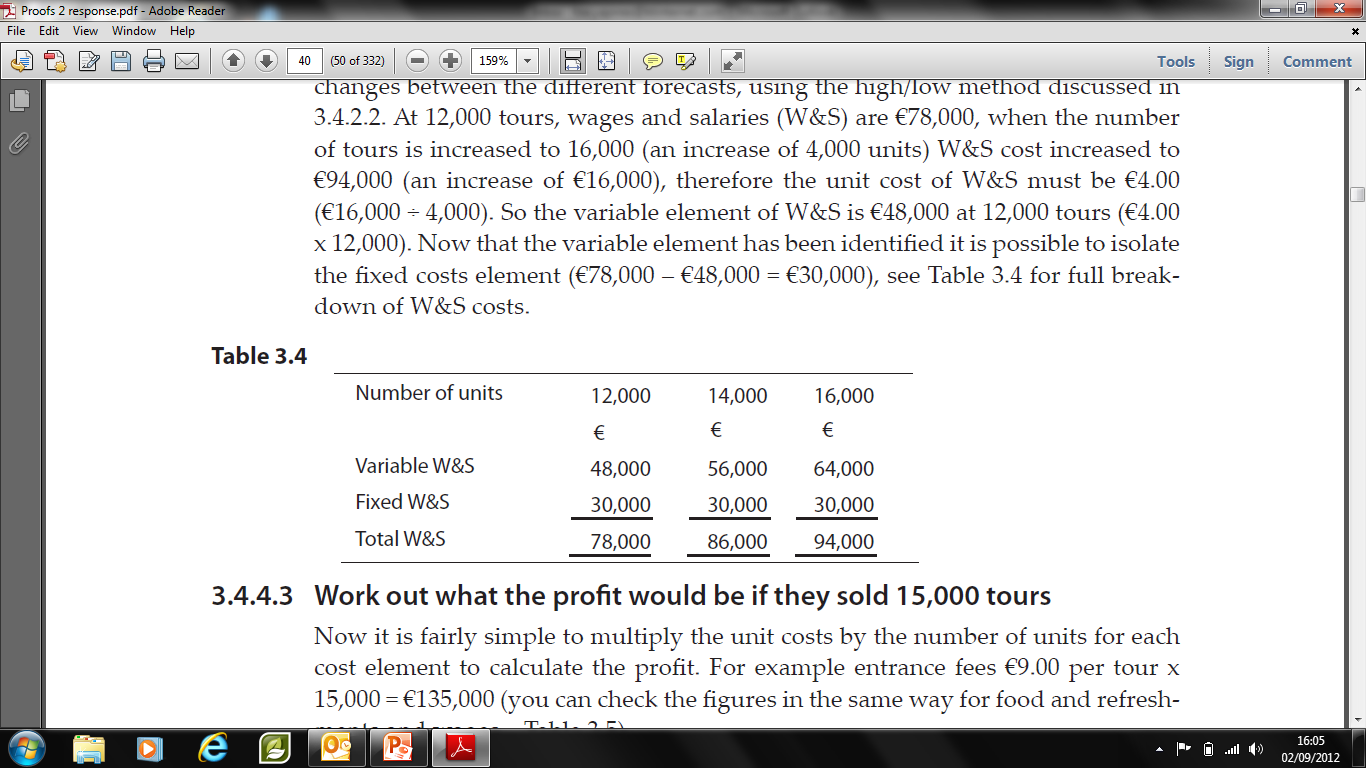 Proofs 2 response.pdf - Adobe Reader
File Edit View Window Help
40 (50 of 332) 159% Tools Sign Comment
changes between the different forecasts, using the high/low method discussed in
3.4.2.2. At 12,000 tours, wages and salaries (W&S) are €78,000, when the number
of tours is increased to 16,000 (an increase of 4,000 units) W&S cost increased to
€94,000 (an increase of €16,000), therefore the unit cost of W&S must be €4.00
(€16,000 ÷ 4,000). So the variable element of W&S is €48,000 at 12,000 tours (€4.00
x 12,000). Now that the variable element has been identified it is possible to isolate
the fixed costs element (€78,000 – €48,000 = €30,000), see Table 3.4 for full break-
down of W&S costs.
Table 3.4
Number of units 12,000 14,000 16,000
€ € €
Variable W&S 48,000 56,000 64,000
Fixed W&S 30,000 30,000 30,000
Total W&S 78,000 86,000 94,000
3.4.4.3 Work out what the profit would be if they sold 15,000 tours
Now it is fairly simple to multiply the unit costs by the number of units for each
cost element to calculate the profit. For example entrance fees €9.00 per tour x
15,000 = €135,000 (you can check the figures in the same way for food and refresh-
16:05
02/09/2012